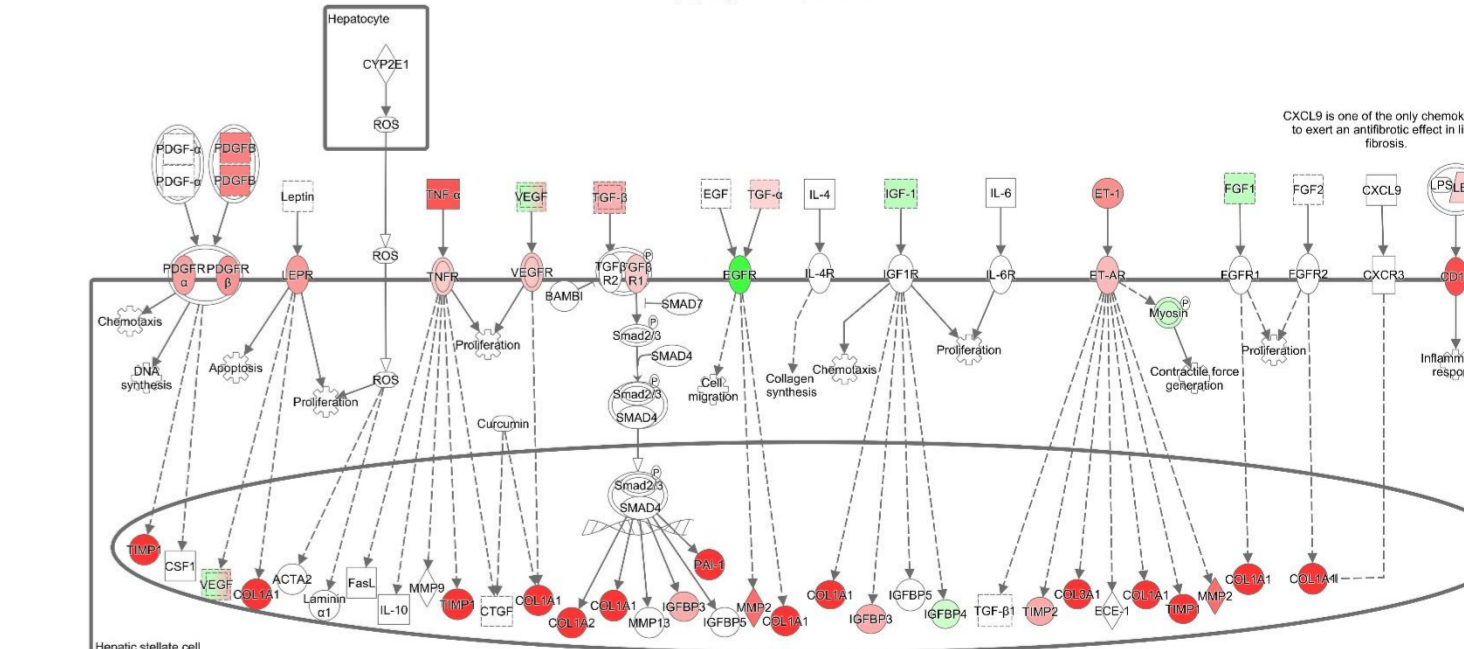 Hepatocyte
CYP2E1
ROS
CXCL9 is one of the only chemok
to exert an antifibrotic effect in li
fibrosis.
PDGF-α
PDGFB
PDGF-α
PDGFB
Leptin
TNF-α
VEGF
TGF-β
EGF
TGF-α
IL-4
IGF-1
IL-6
ET-1
FGF1
FGF2
CXCL9
LPS
ROS
PDGFR
α
PDGFR
β
LEPR
TNFR
VEGFR
TGFβ
R2
TGFβ
R1
P
EGFR
IL-4R
IGF1R
IL-6R
ET-AR
FGFR1
FGFR2
CXCR3
CD1
BAMBI
SMAD7
Myosin
P
Chemotaxis
DNA
synthesis
Apoptosis
Proliferation
ROS
Proliferation
Smad2/3
P
SMAD4
Smad2/3
P
SMAD4
Cell
migration
Collagen
synthesis
Chemotaxis
Proliferation
Contractile force
generation
Proliferation
Inflamm
respon
Curcumin
Smad2/3
P
SMAD4
TIMP1
CSF1
VEGF
COL1A1
ACTA2
Laminin
α1
FasL
IL-10
MMP9
TIMP1
CTGF
COL1A1
COL1A2
COL1A1
MMP13
IGFBP3
PAI-1
IGFBP5
MMP2
COL1A1
COL1A1
IGFBP3
IGFBP5
IGFBP4
TGF-β1
TIMP2
COL3A1
ECE-1
COL1A1
TIMP1
MMP2
COL1A1
COL1A1
Hepatic stellate cell